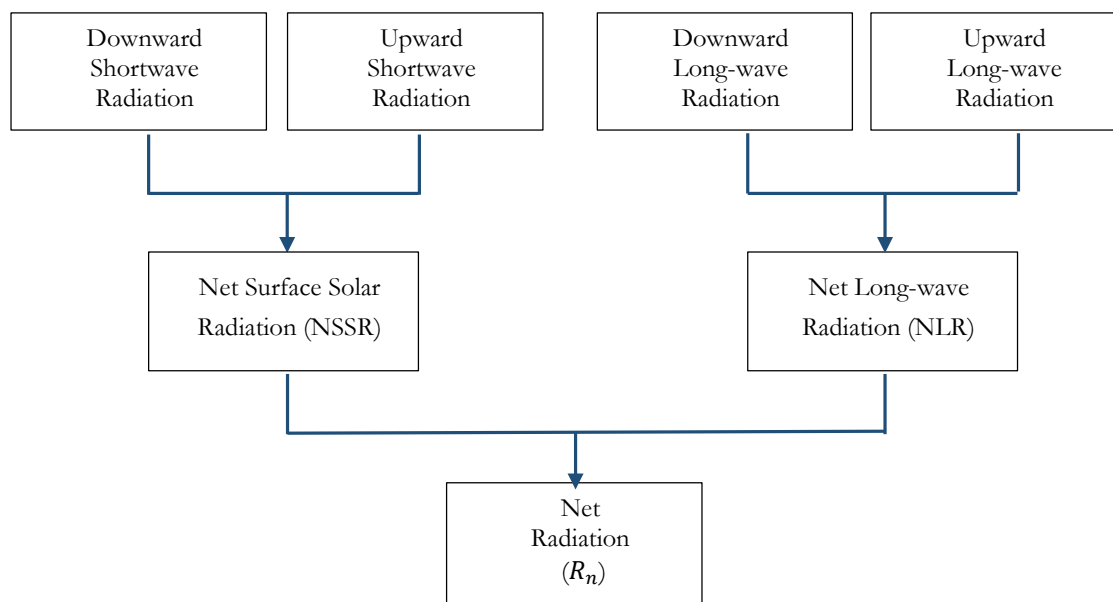 Downward
Shortwave
Radiation
Upward
Shortwave
Radiation
Downward
Long-wave
Radiation
Upward
Long-wave
Radiation
Net Surface Solar
Radiation (NSSR)
Net Long-wave
Radiation (NLR)
Net
Radiation
(𝑅𝑛)